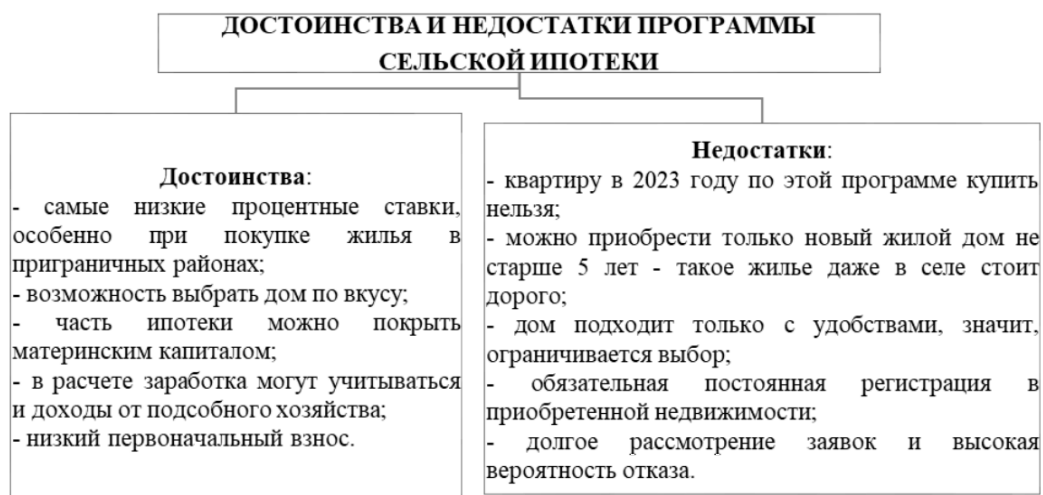 ДОСТОИНСТВА И НЕДОСТАТКИ ПРОГРАММЫ
СЕЛЬСКОЙ ИПОТЕКИ
Достоинства:
- самые низкие процентные ставки,
особенно при покупке жилья в
приграничных районах;
- возможность выбрать дом по вкусу;
- часть ипотеки можно покрыть
материнским капиталом;
- в расчете заработка могут учитываться
и доходы от подсобного хозяйства;
- низкий первоначальный взнос.
Недостатки:
- квартиру в 2023 году по этой программе купить
нельзя;
- можно приобрести только новый жилой дом не
старше 5 лет - такое жилье даже в селе стоит
дорого;
- дом подходит только с удобствами, значит,
ограничивается выбор;
- обязательная постоянная регистрация в
приобретенной недвижимости;
- долгое рассмотрение заявок и высокая
вероятность отказа.